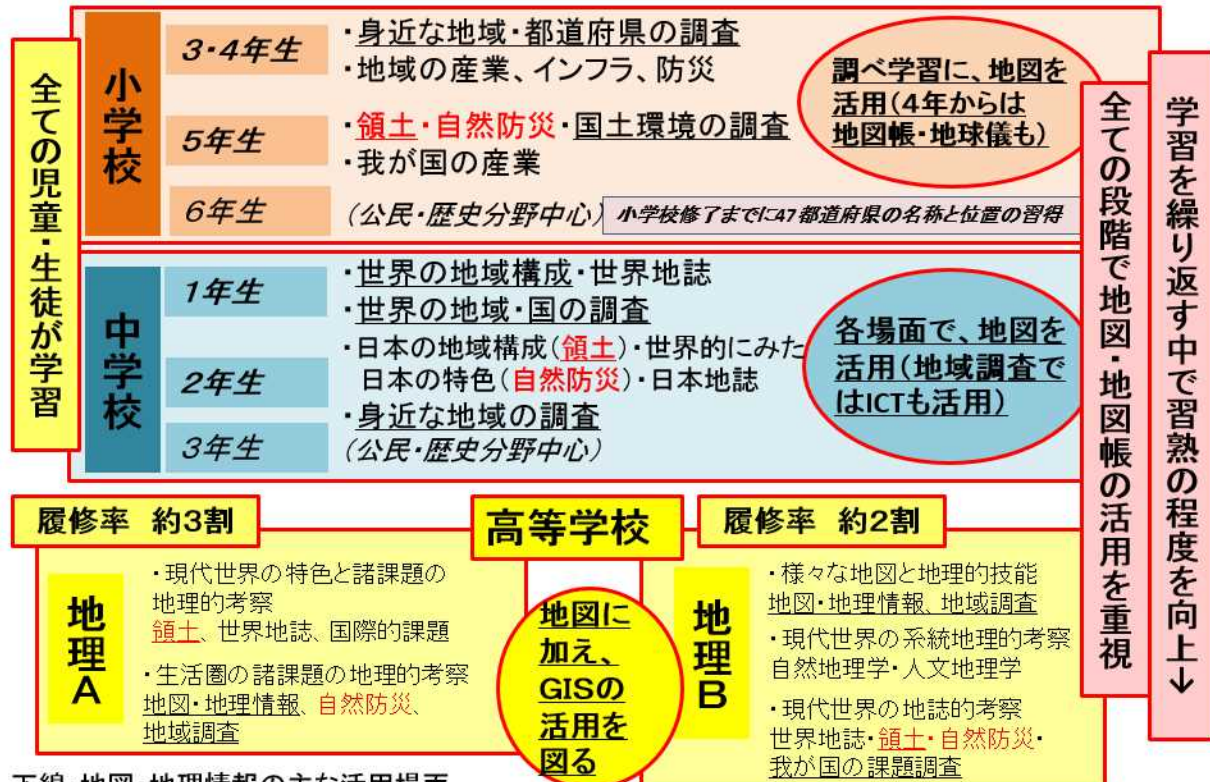 全ての児童・生徒が学習
小学校
3・4年生
・身近な地域・都道府県の調査
・地域の産業、インフラ、防災
5年生
・領土・自然防災・国土環境の調査
・我が国の産業
6年生
(公民・歴史分野中心)
小学校修了までに47都道府県の名称と位置の習得
調べ学習に、地図を
活用(4年からは
地図帳・地球儀も)
中学校
1年生
・世界の地域構成・世界地誌
・世界の地域・国の調査
2年生
・日本の地域構成(領土)・世界的にみた
日本の特色(自然防災)・日本地誌
・身近な地域の調査
3年生
(公民・歴史分野中心)
各場面で、地図を
活用(地域調査で
はICTも活用)
全ての段階で地図・地図帳の活用を重視
学習を繰り返す中で習熟の程度を向上↓
高等学校
履修率 約3割
地理A
・現代世界の特色と諸課題の
地理的考察
領土、世界地誌、国際的課題
・生活圏の諸課題の地理的考察
地図・地理情報、自然防災、
地域調査
地図に
加え、
GISの
活用を
図る
履修率 約2割
地理B
・様々な地図と地理的技能
地図・地理情報、地域調査
・現代世界の系統地理的考察
自然地理学・人文地理学
・現代世界の地誌的考察
世界地誌・領土・自然防災・
我が国の課題調査
下線:地図・地理情報の主な活用場面